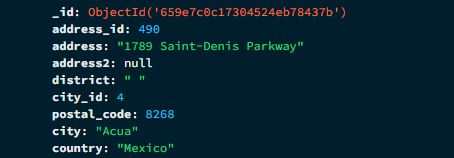 _id: ObjectId('659e7c0c17304524eb78437b')
address_id: 490
address: "1789 Saint-Denis Parkway"
address2: null
district: " "
city_id: 4
postal_code: 8268
city: "Acua"
country: "Mexico"